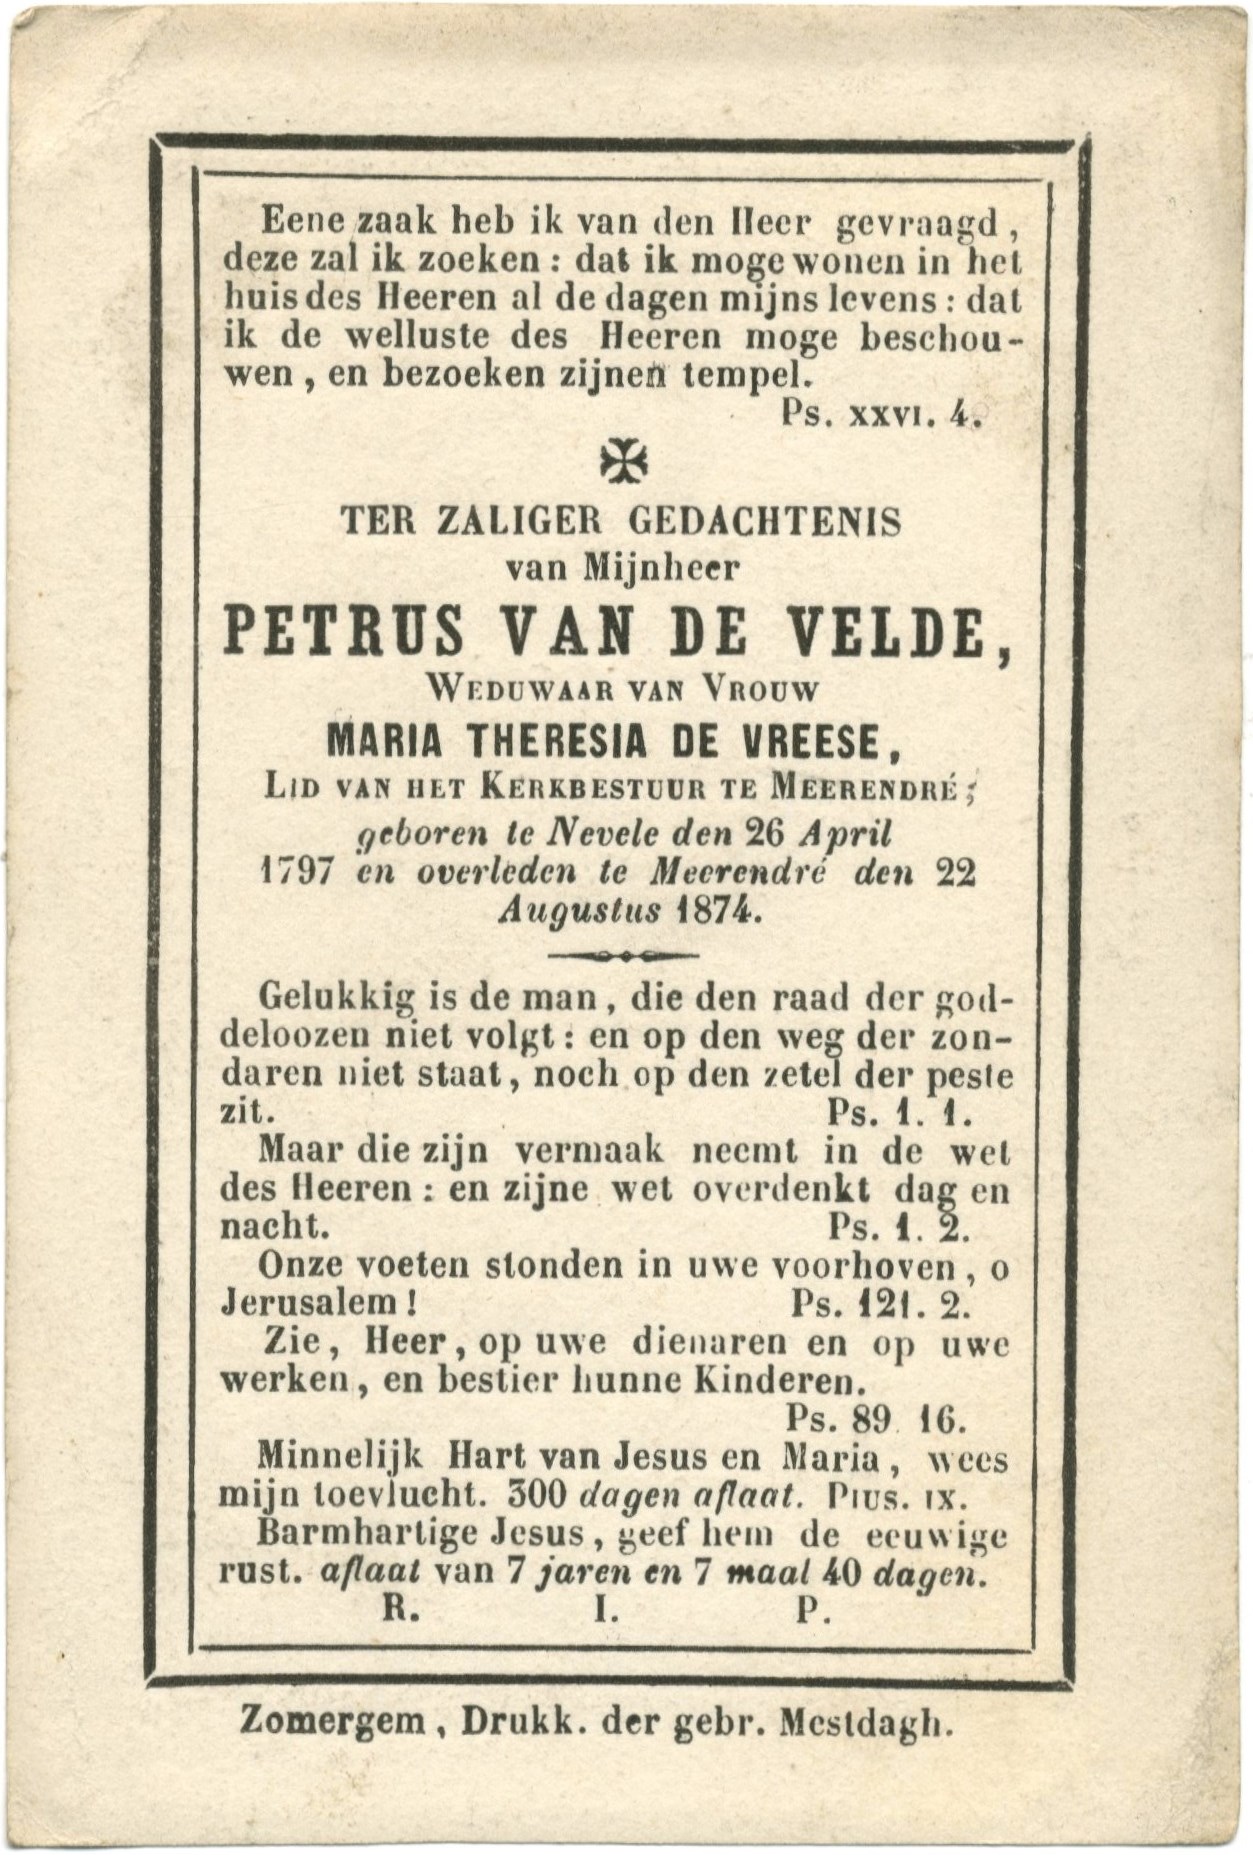 Eene zaak heb ik van den Heer gevraagd,
deze zal ik zoeken : dat ik moge wonen in het
huis des Heeren al de dagen mijns levens : dat
ik de welluste des Heeren moge beschou-
wen, en bezoeken zijnen tempel.
Ps. XXVI. 4.
✠
TER ZALIGER GEDACHTENIS
van Mijnheer
PETRUS VAN DE VELDE,
WEDUWAAR VAN VROUW
MARIA THERESIA DE VREESE,
LID VAN HET KERKBESTUUR TE MEERENDRÉ;
geboren te Nevele den 26 April
1797 en overleden te Meerendré den 22
Augustus 1874.
Gelukkig is de man, die den raad der god-
deloozen niet volgt : en op den weg der zon-
daren niet staat, noch op den zetel der peste
zit. Ps. 1. 1.
Maar die zijn vermaak neemt in de wet
des Heeren : en zijne wet overdenkt dag en
nacht. Ps. 1. 2.
Onze voeten stonden in uwe voorhoven, o
Jerusalem ! Ps. 121. 2.
Zie, Heer, op uwe dienaren en op uwe
werken, en bestier hunne Kinderen.
Ps. 89. 16.
Minnelijk Hart van Jesus en Maria, wees
mijn toevlucht. 300 dagen aflaat. PIUS. IX.
Barmhartige Jesus, geef hem de eeuwige
rust. aflaat van 7 jaren en 7 maal 40 dagen.
R. I. P.
Zomergem, Drukk. der gebr. Mestdagh.